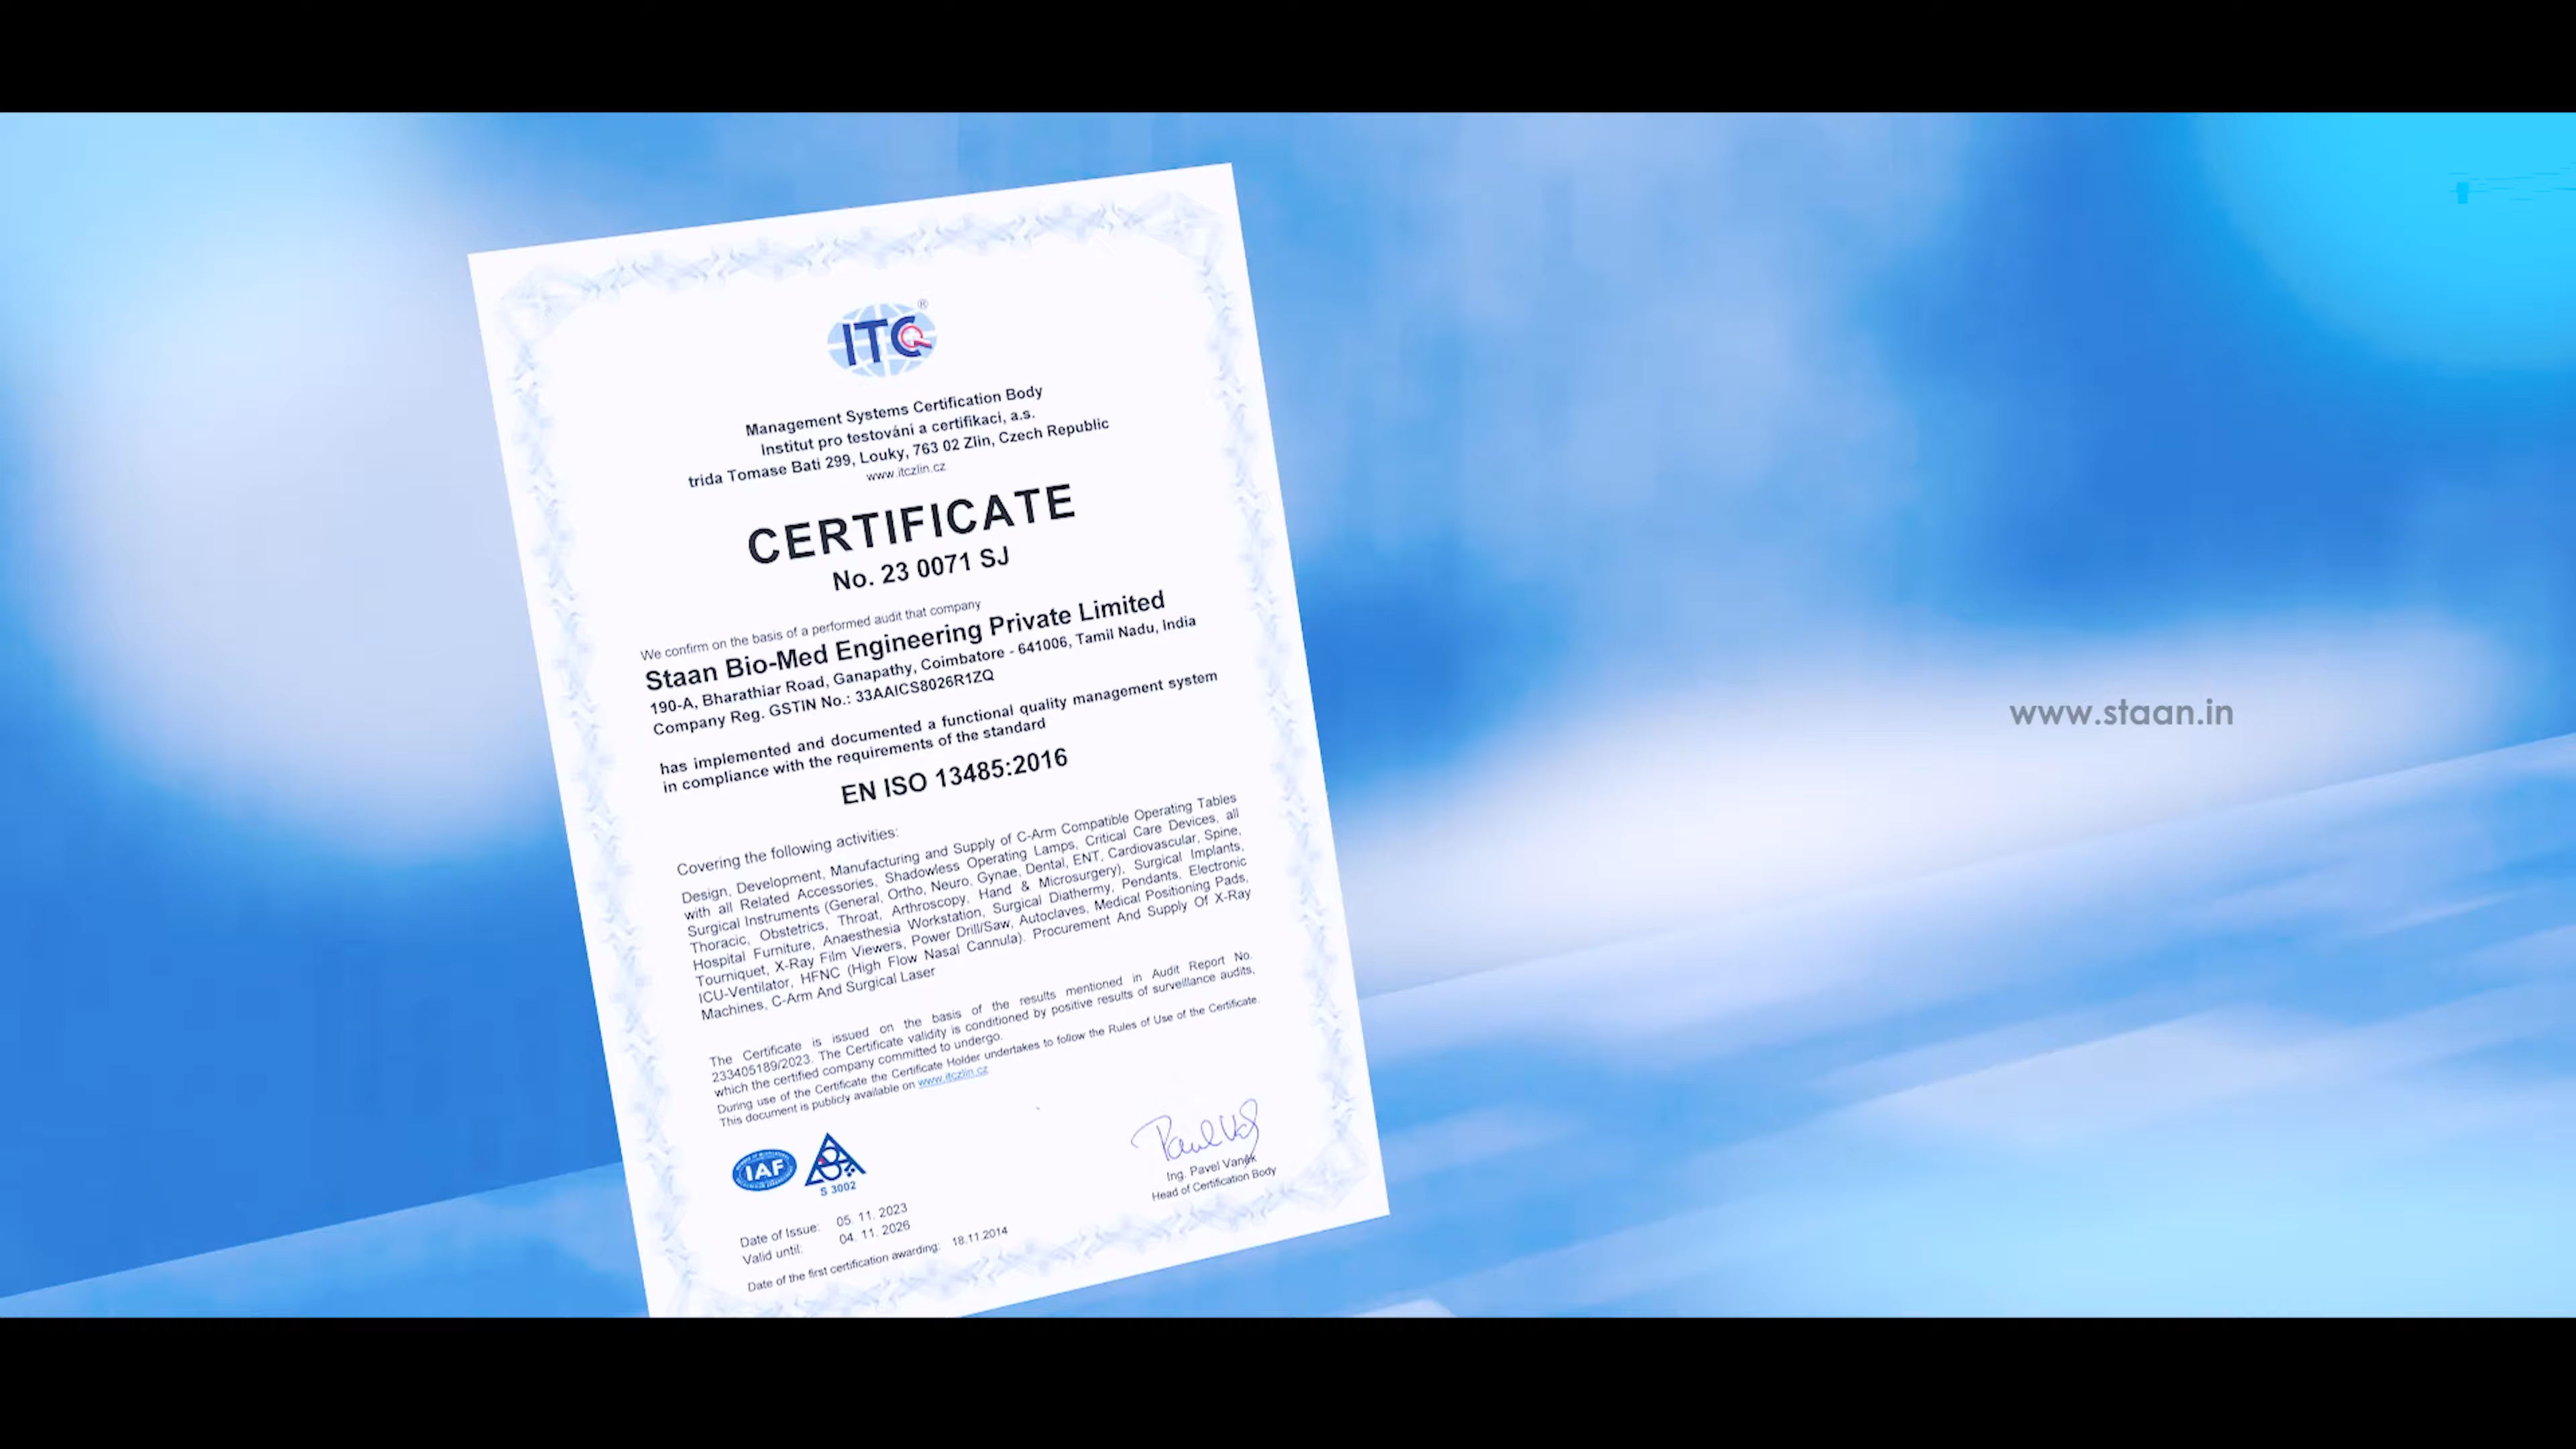 ITC ®
Management Systems Certification Body
Institut pro testování a certifikaci, a.s.
trida Tomase Bati 299, Louky, 763 02 Zlin, Czech Republic
www.itczlin.cz
CERTIFICATE
No. 23 0071 SJ
We confirm on the basis of a performed audit that company
Staan Bio-Med Engineering Private Limited
190-A, Bharathiar Road, Ganapathy, Coimbatore - 641006, Tamil Nadu, India
Company Reg. GSTIN No.: 33AAICS8026R1ZQ
has implemented and documented a functional quality management system
in compliance with the requirements of the standard
EN ISO 13485:2016
Covering the following activities:
Design, Development, Manufacturing and Supply of C-Arm Compatible Operating Tables
with all Related Accessories, Shadowless Operating Lamps, Critical Care Devices, all
Surgical Instruments (General, Ortho, Neuro, Gynae, Dental, ENT, Cardiovascular, Spine,
Thoracic, Obstetrics, Throat, Arthroscopy, Hand & Microsurgery), Surgical Implants,
Hospital Furniture, Anaesthesia Workstation, Surgical Diathermy, Pendants, Electronic
Tourniquet, X-Ray Film Viewers, Power Drill/Saw, Autoclaves, Medical Positioning Pads,
ICU-Ventilator, HFNC (High Flow Nasal Cannula). Procurement And Supply Of X-Ray
Machines, C-Arm And Surgical Laser
The Certificate is issued on the basis of the results mentioned in Audit Report No.
233405189/2023. The Certificate validity is conditioned by positive results of surveillance audits,
which the certified company committed to undergo.
During use of the Certificate the Certificate Holder undertakes to follow the Rules of Use of the Certificate.
This document is publicly available on www.itczlin.cz
IAF
S 3002
Ing. Pavel Vaněk
Head of Certification Body
Date of Issue: 05. 11. 2023
Valid until: 04. 11. 2026
Date of the first certification awarding: 18.11.2014
www.staan.in